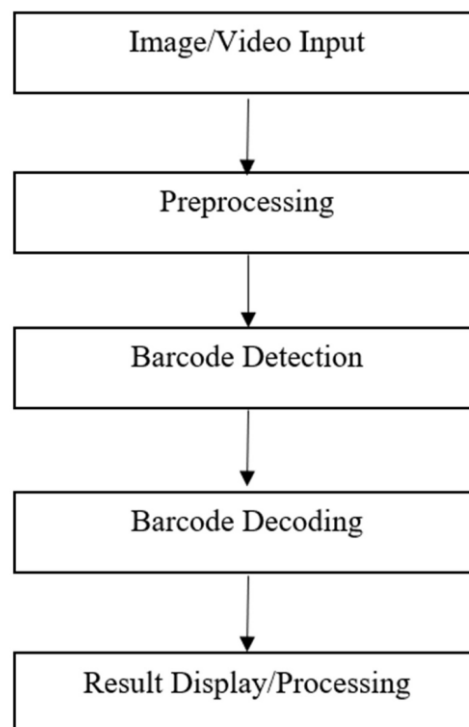 Image/Video Input
Preprocessing
Barcode Detection
Barcode Decoding
Result Display/Processing